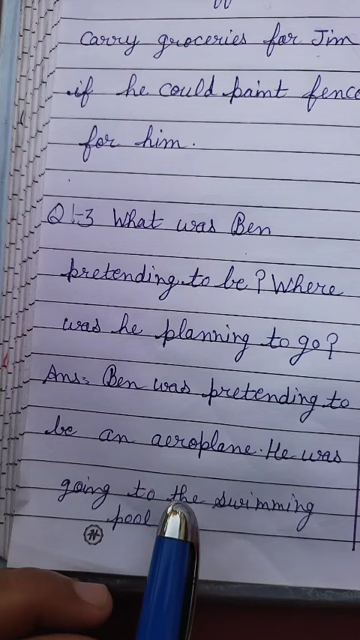 carry groceries for Jim
if he could paint fence
for him.
Q1-3 What was Ben
pretending to be? Where
was he planning to go?
Ans= Ben was pretending to
be an aeroplane. He was
going to the swimming
pool